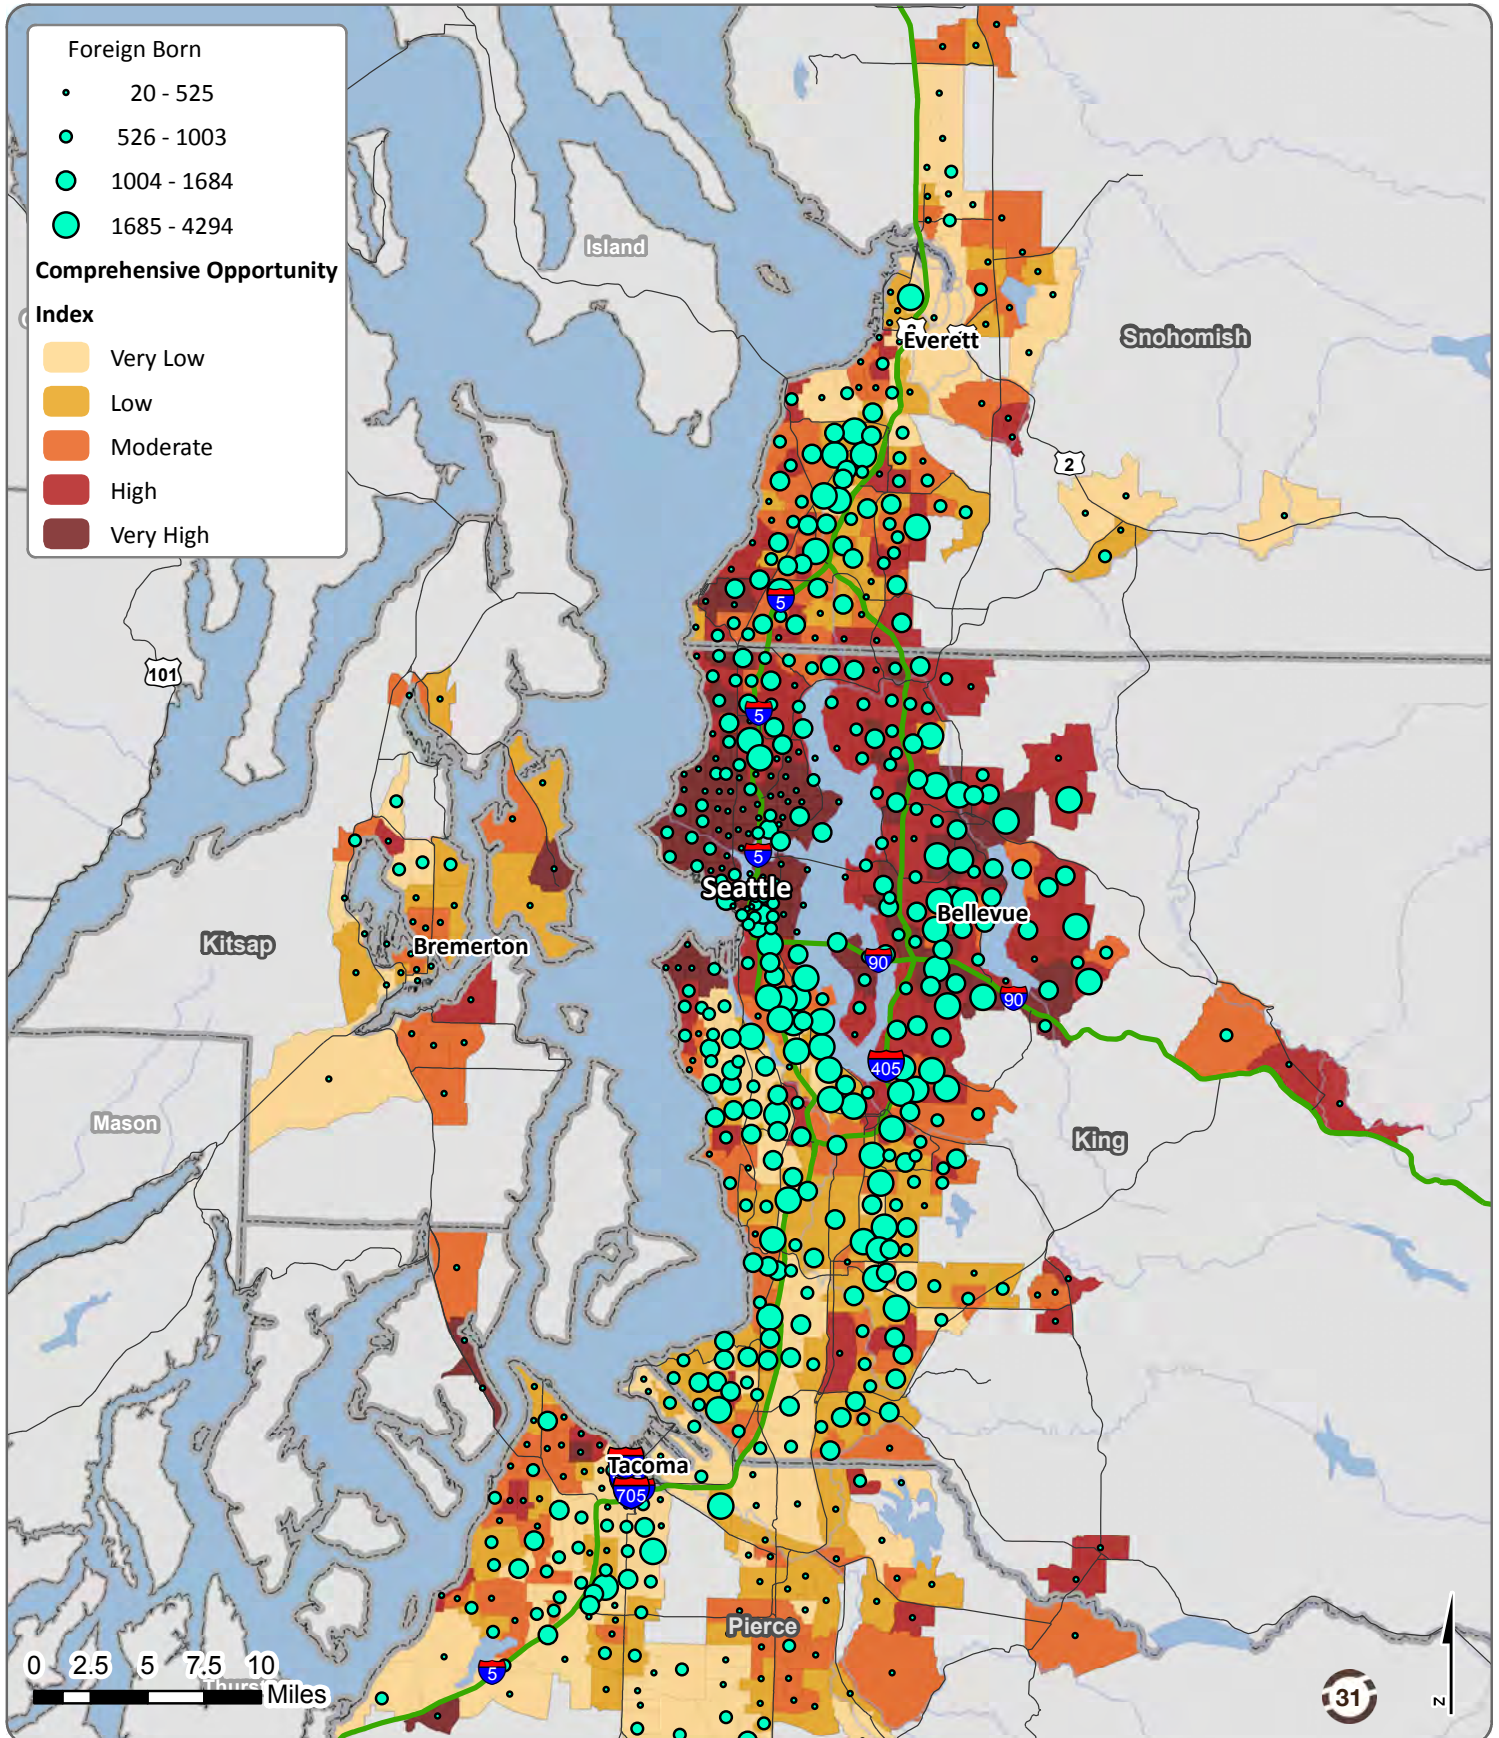 Foreign Born
20 - 525
526 - 1003
1004 - 1684
1685 - 4294
Comprehensive Opportunity
Index
Very Low
Low
Moderate
High
Very High
Island
Snohomish
Everett
2
101
5
5
5
Seattle
Bellevue
Kitsap
Bremerton
90
90
405
Mason
King
Tacoma
705
Pierce
5
0 2.5 5 7.5 10
Miles
31
N